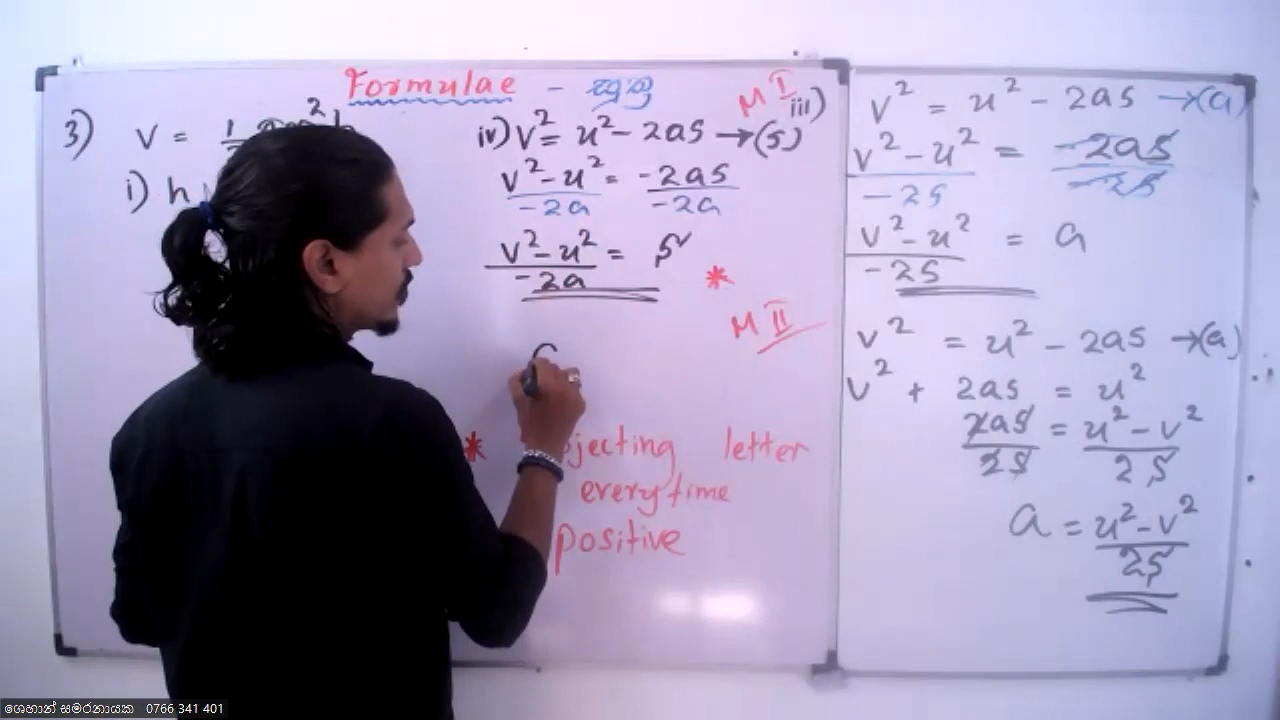 Formulae - සූත්‍ර
3) V =
i) h
iv) v² = u² - 2as → (s)
v² - u² = -2as
-2a -2a
v² - u² = s
-2a
*
M II
* jecting letter
everytime
positive
M I iii)
v² = u² - 2as → (a)
v² - u² = -2as
-2s -2s
v² - u² = a
-2s
v² = u² - 2as → (a)
v² + 2as = u²
2as = u² - v²
2s 2s
a = u² - v²
2s
0766 341 401